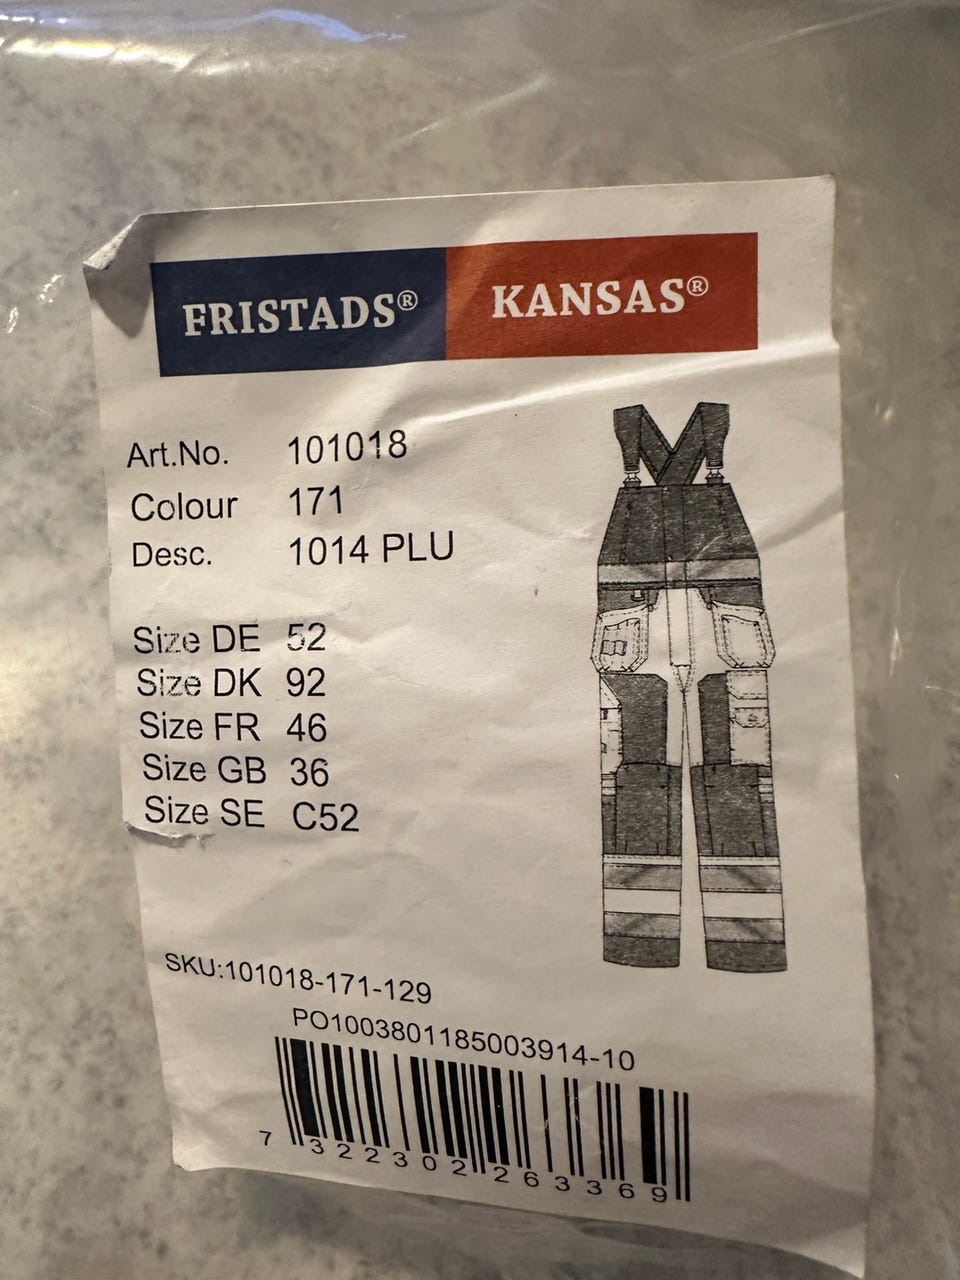 FRISTADS® KANSAS®
Art.No. 101018
Colour 171
Desc. 1014 PLU
Size DE 52
Size DK 92
Size FR 46
Size GB 36
Size SE C52
SKU:101018-171-129
PO1003801185003914-10
7 322302 263369